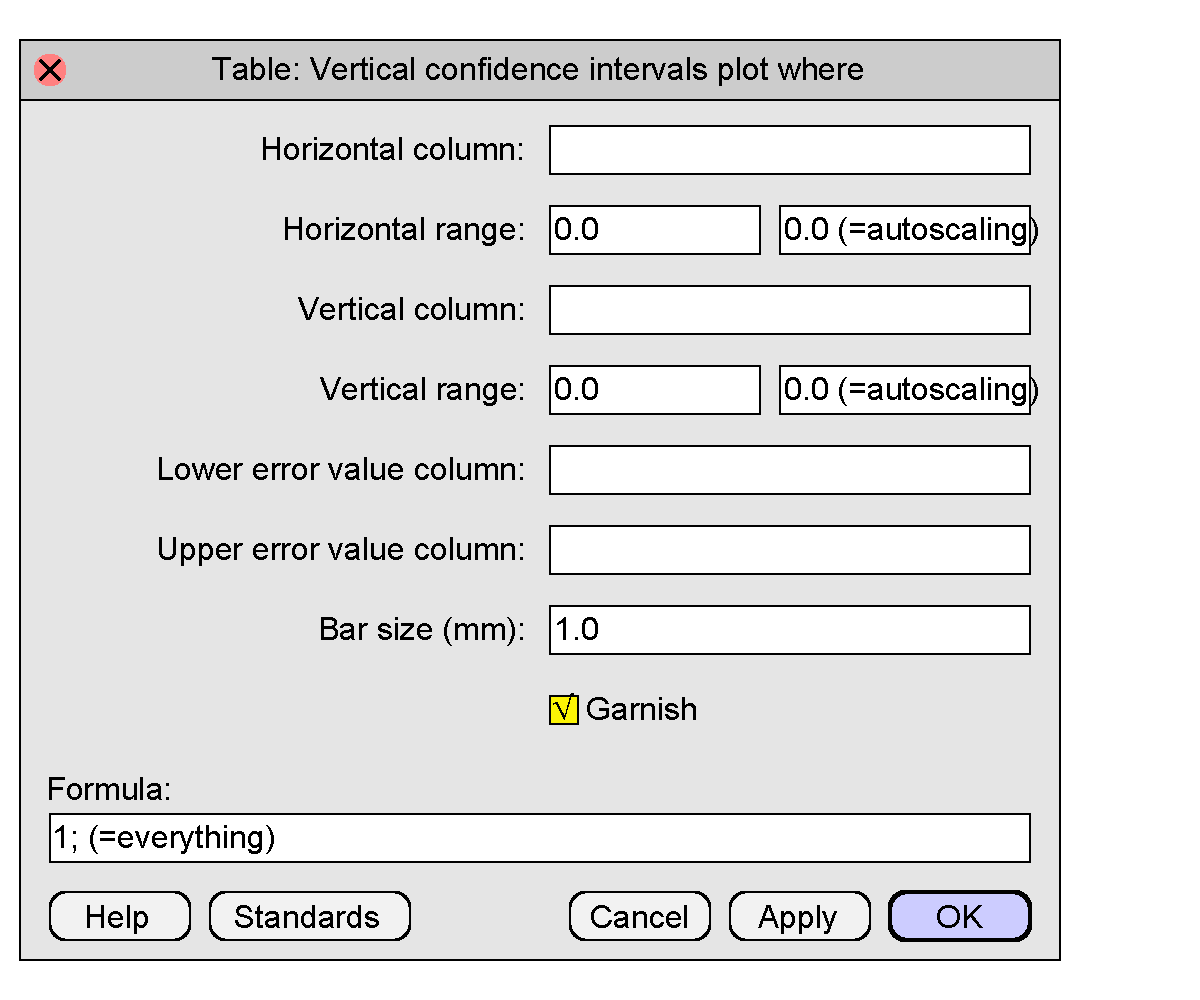 Table: Vertical confidence intervals plot where
Horizontal column:
Horizontal range: 0.0 0.0 (=autoscaling)
Vertical column:
Vertical range: 0.0 0.0 (=autoscaling)
Lower error value column:
Upper error value column:
Bar size (mm): 1.0
√ Garnish
Formula:
1; (=everything)
Help Standards Cancel Apply OK